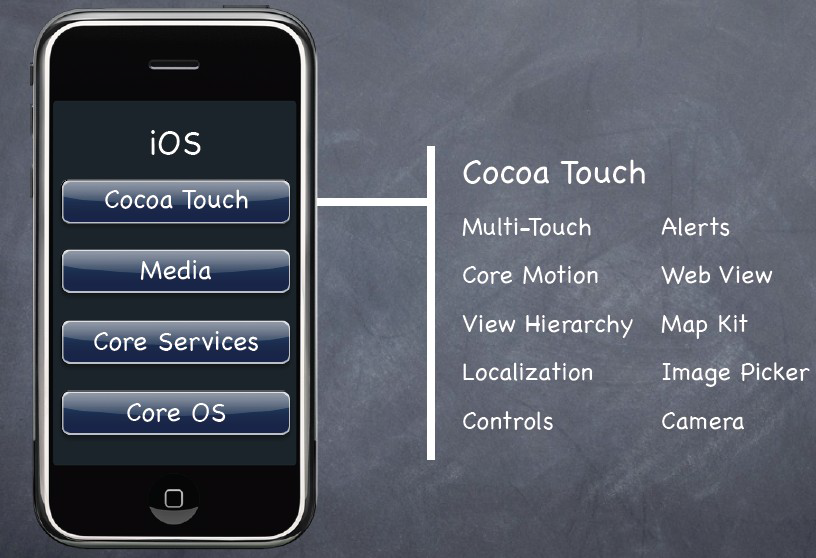 iOS
Cocoa Touch
Media
Core Services
Core OS
Cocoa Touch
Multi-Touch
Alerts
Core Motion
Web View
View Hierarchy
Map Kit
Localization
Image Picker
Controls
Camera